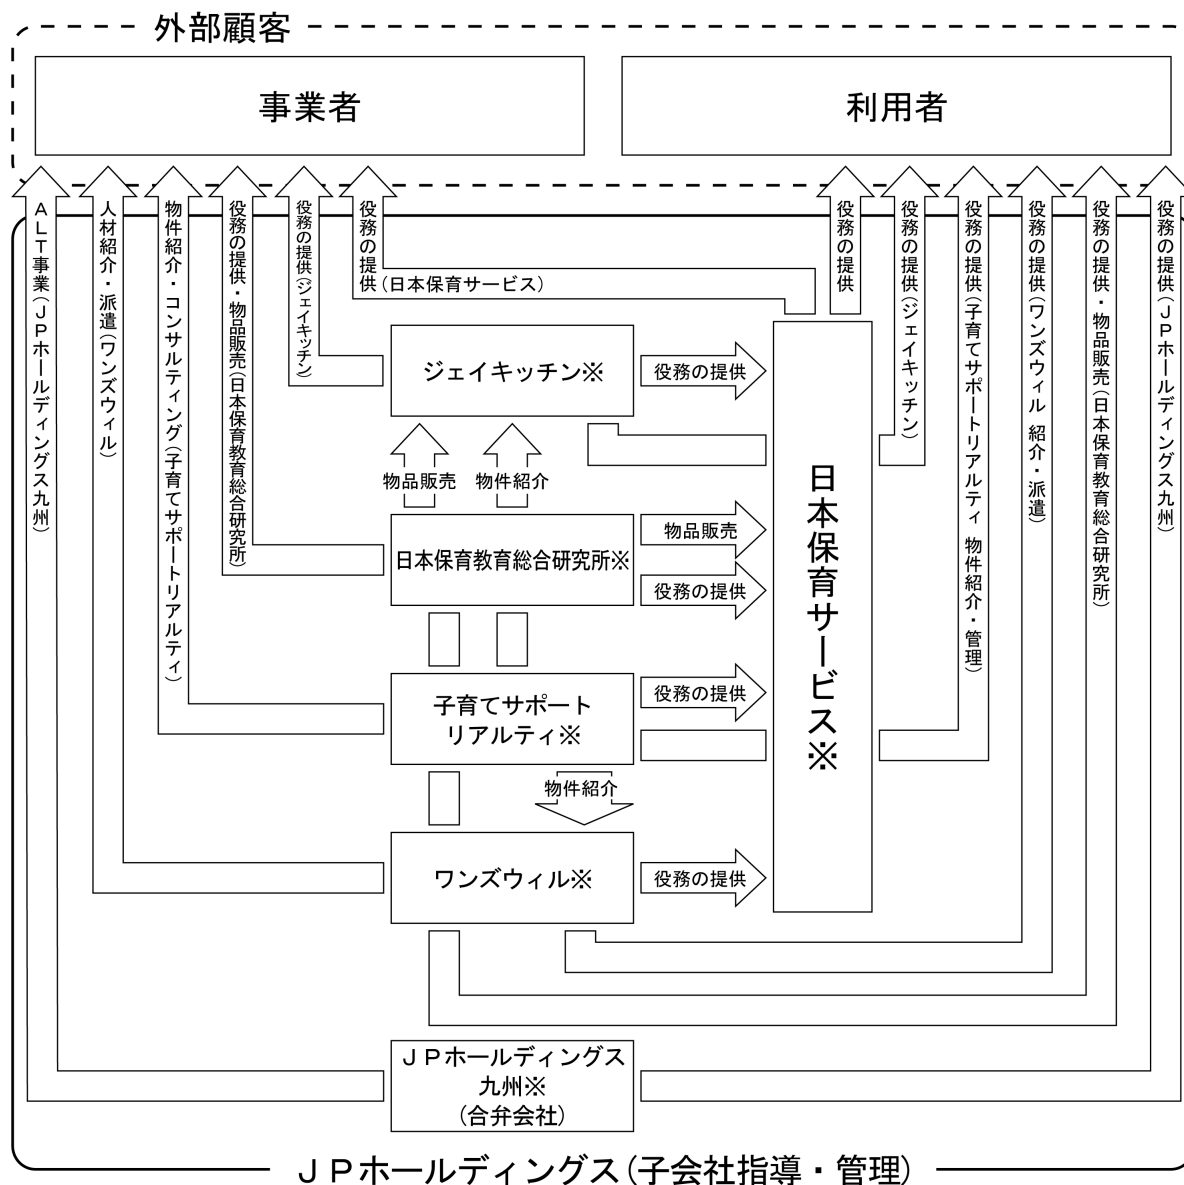 外部顧客
事業者
利用者
ALT事業(JPホールディングス九州)
人材紹介・派遣(ワンズウィル)
物件紹介・コンサルティング(子育てサポートリアルティ)
役務の提供・物品販売(日本保育教育総合研究所)
役務の提供(ジェイキッチン)
役務の提供(日本保育サービス)
役務の提供
役務の提供(ジェイキッチン)
役務の提供(子育てサポートリアルティ 物件紹介・管理)
役務の提供(ワンズウィル 紹介・派遣)
役務の提供・物品販売(日本保育教育総合研究所)
役務の提供(JPホールディングス九州)
ジェイキッチン※
役務の提供
物品販売
物件紹介
日本保育教育総合研究所※
物品販売
役務の提供
日本保育サービス※
子育てサポート
リアルティ※
役務の提供
物件紹介
ワンズウィル※
役務の提供
JPホールディングス
九州※
(合弁会社)
JPホールディングス(子会社指導・管理)